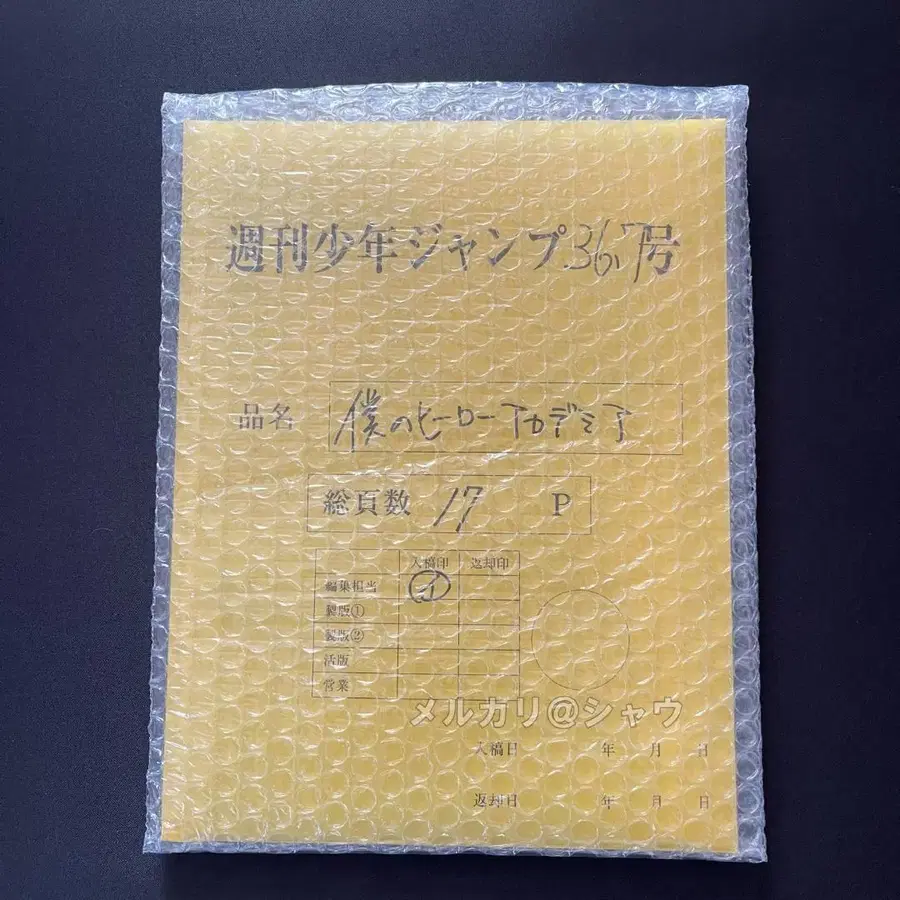 週刊少年ジャンプ367号
品名 僕のヒーローアカデミア
総頁数 17 P
入稿印 返却印
編集担当
製版①
製版②
活版
営業
メルカリ@シャウ
入稿日 年 月 日
返却日 年 月 日